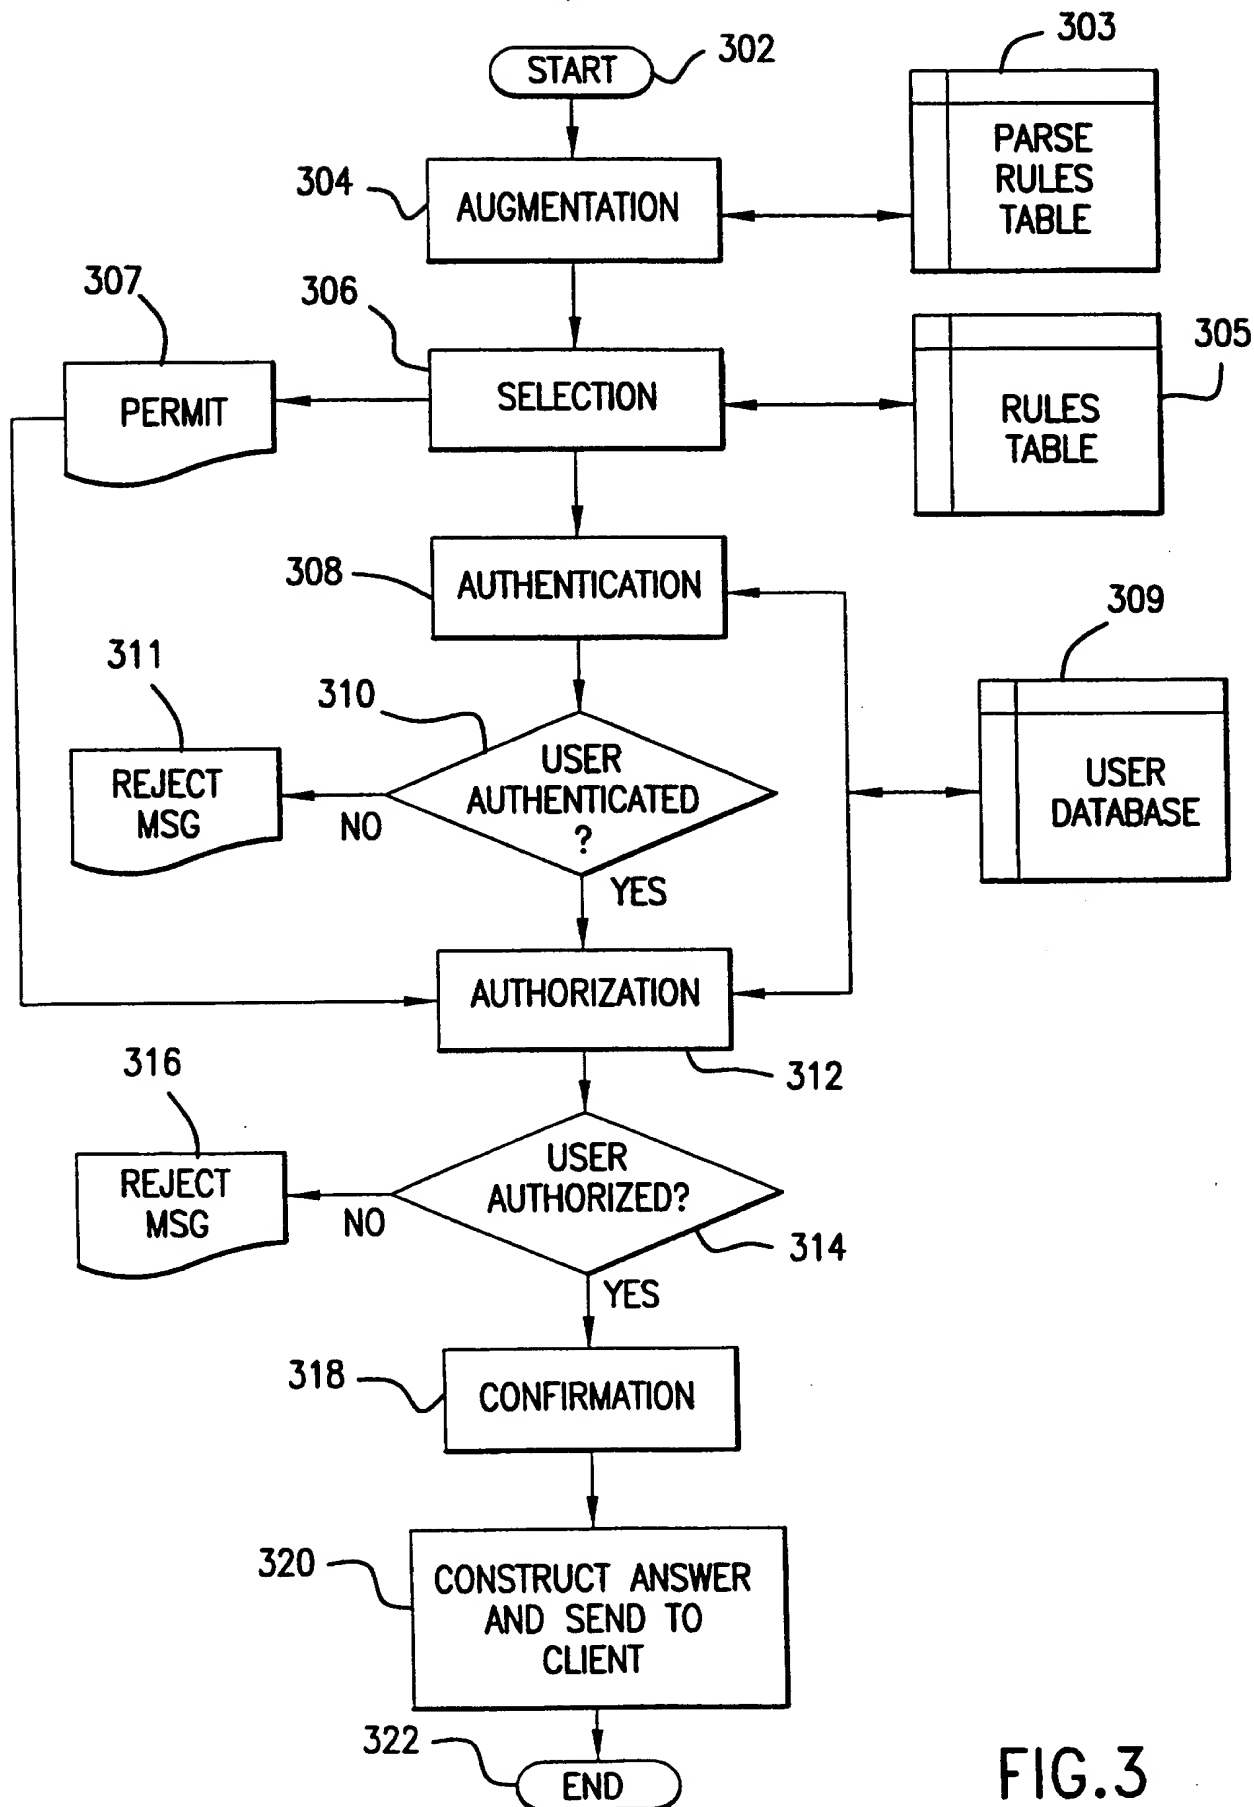 303
302
START
PARSE
RULES
TABLE
304
AUGMENTATION
307
306
305
PERMIT
SELECTION
RULES
TABLE
308
AUTHENTICATION
309
311
310
REJECT
MSG
USER
AUTHENTICATED
?
NO
YES
USER
DATABASE
AUTHORIZATION
312
316
REJECT
MSG
USER
AUTHORIZED?
NO
314
YES
318
CONFIRMATION
320
CONSTRUCT ANSWER
AND SEND TO
CLIENT
322
END
FIG.3